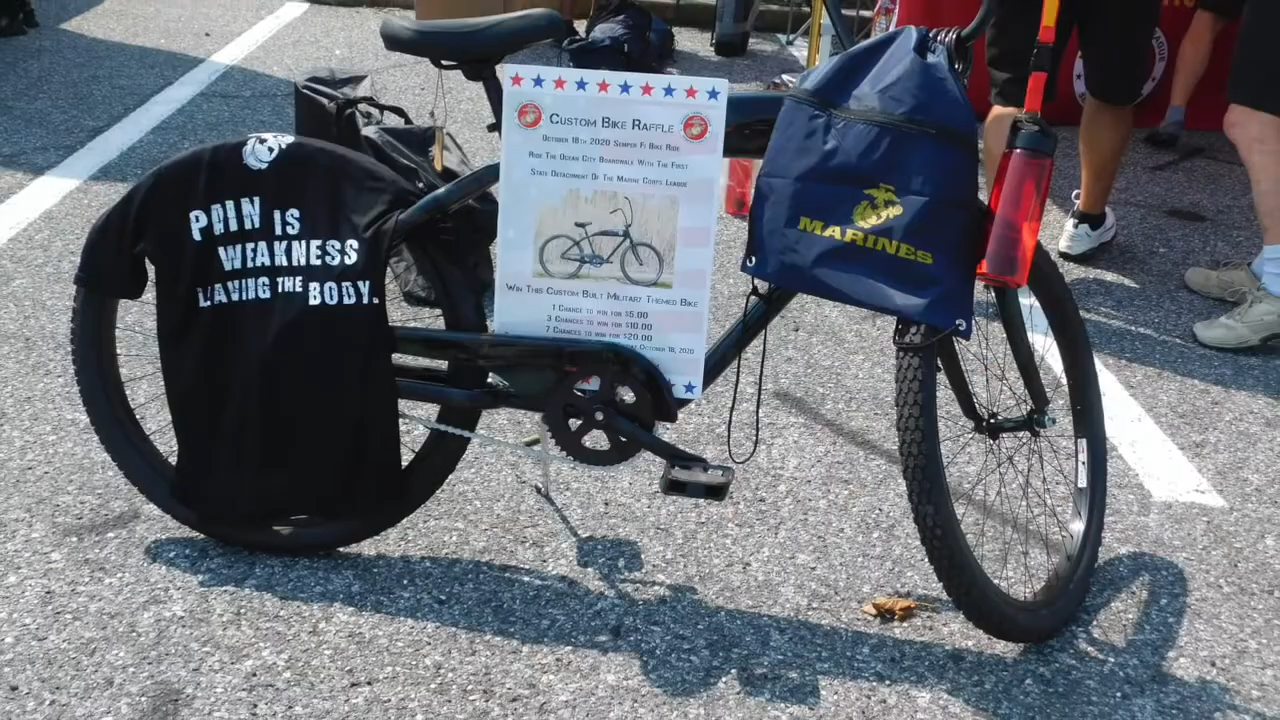 PAIN IS
WEAKNESS
LEAVING THE
BODY.
CUSTOM BIKE RAFFLE
OCTOBER 18TH 2020 SEMPER FI BIKE RIDE
RIDE THE OCEAN CITY BOARDWALK WITH THE FIRST
STATE DETACHMENT OF THE MARINE CORPS LEAGUE
WIN THIS CUSTOM BUILT MILITARY THEMED BIKE
1 CHANCE TO WIN FOR $5.00
3 CHANCES TO WIN FOR $10.00
7 CHANCES TO WIN FOR $20.00
OCTOBER 18, 2020
MARINES